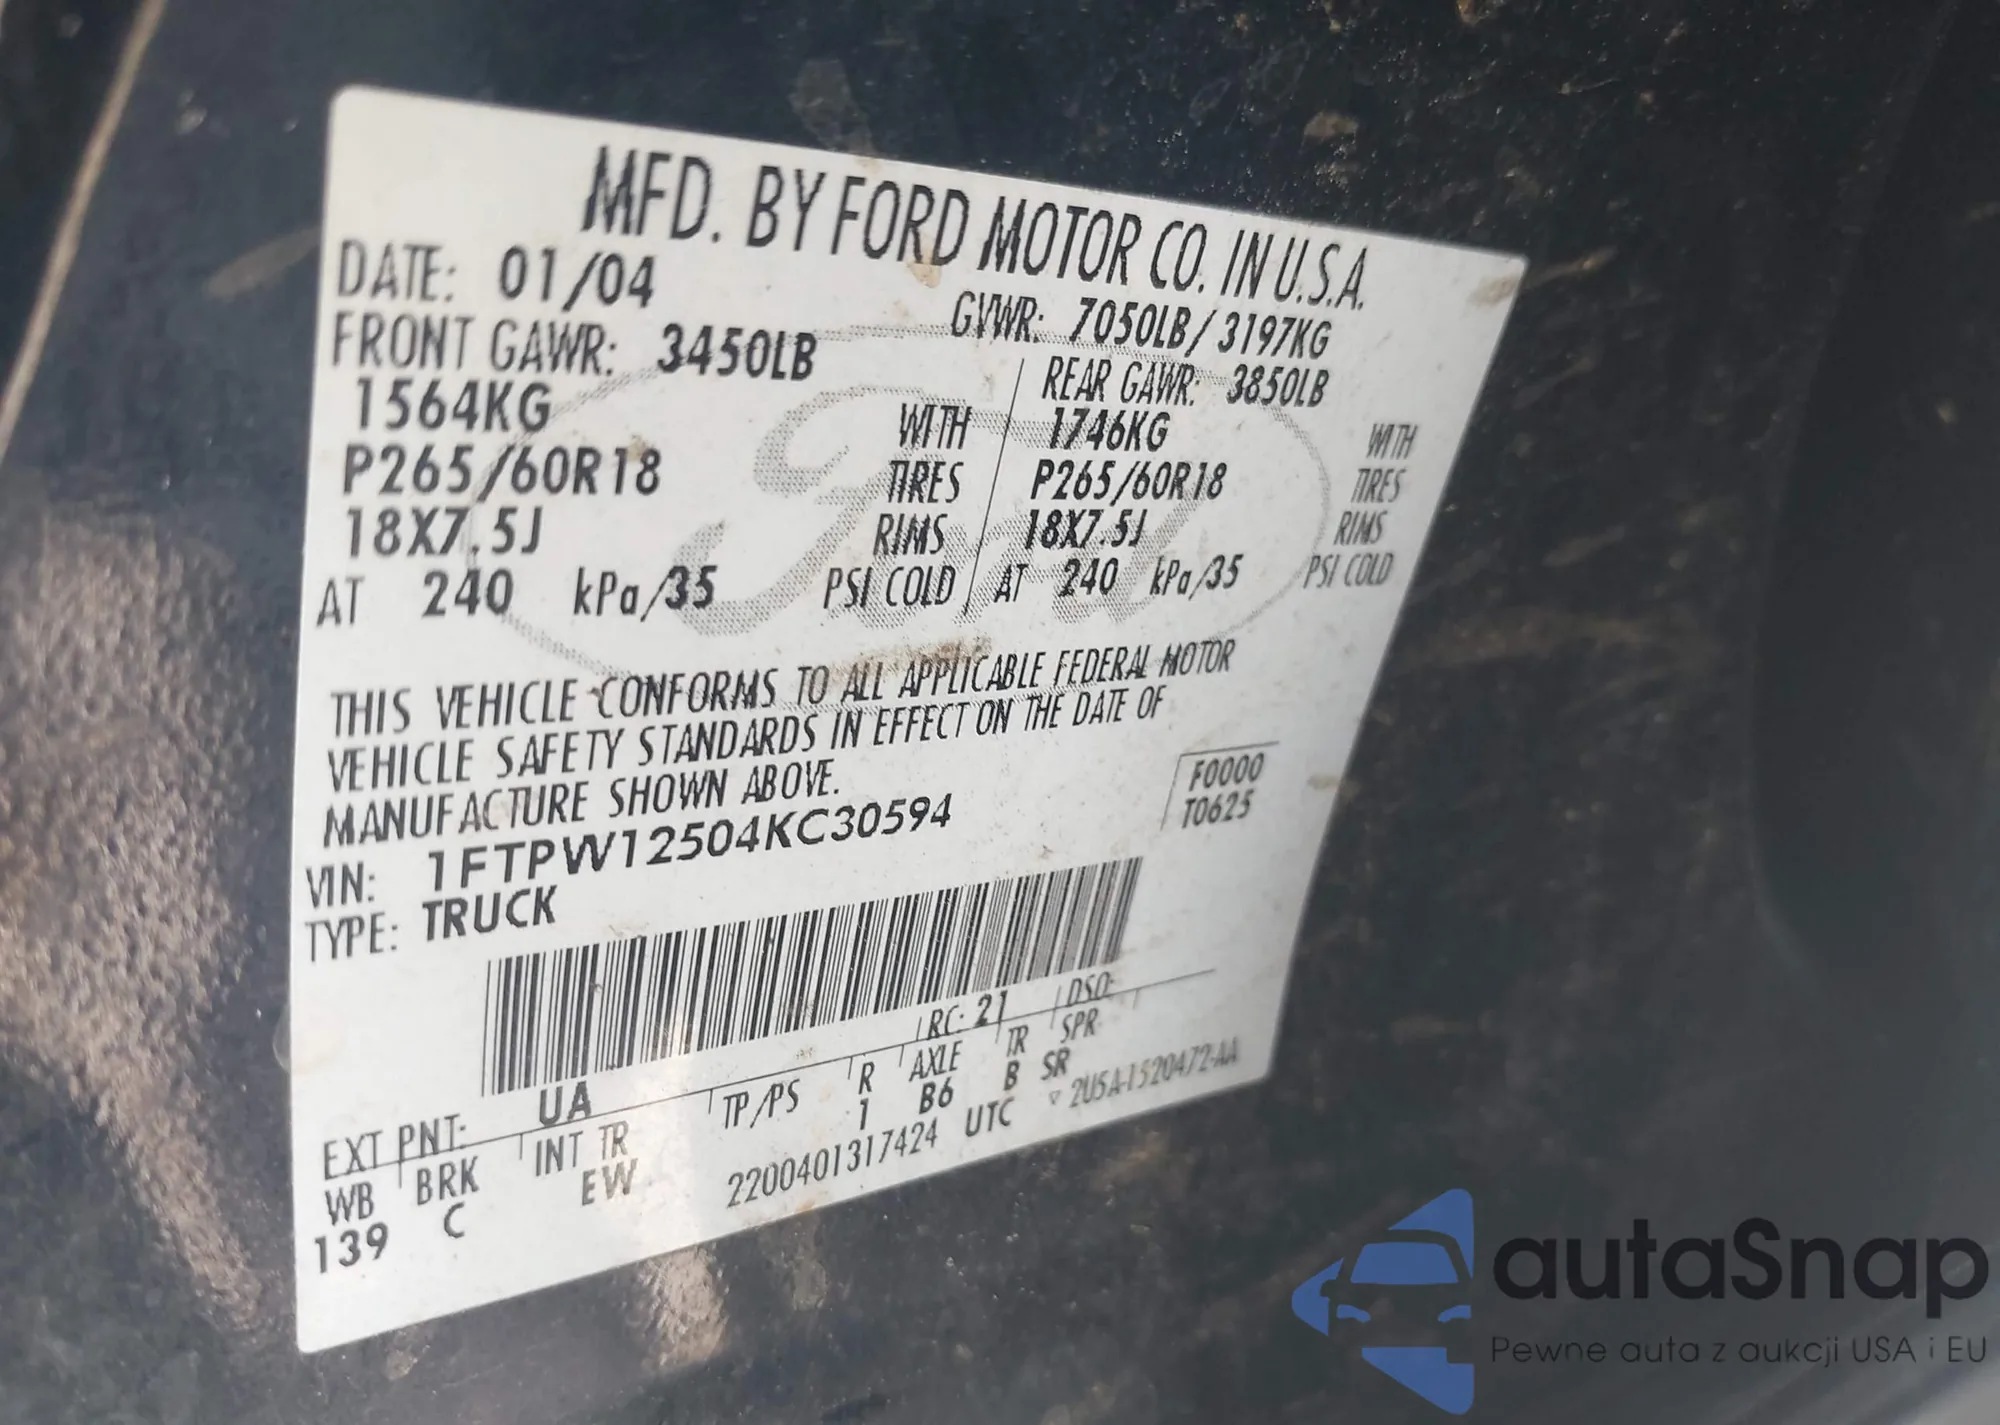 MFD. BY FORD MOTOR CO. IN U.S.A.
DATE: 01/04 GVWR: 7050LB/3197KG
FRONT GAWR: 3450LB REAR GAWR: 3850LB
1564KG WITH 1746KG WITH
P265/60R18 TIRES P265/60R18 TIRES
18X7.5J RIMS 18X7.5J RIMS
AT 240 kPa/35 PSI COLD AT 240 kPa/35 PSI COLD
Ford
THIS VEHICLE CONFORMS TO ALL APPLICABLE FEDERAL MOTOR
VEHICLE SAFETY STANDARDS IN EFFECT ON THE DATE OF
MANUFACTURE SHOWN ABOVE.
F0000
T0625
VIN: 1FTPW12504KC30594
TYPE: TRUCK
EXT PNT: UA RC: 21 DSO:
WB BRK INT TR TP/PS R AXLE TR SPR
139 C EW 1 B6 B SR
2200401317424 UTC ▿ 2U5A-1520472-AA
autaSnap
Pewne auta z aukcji USA i EU